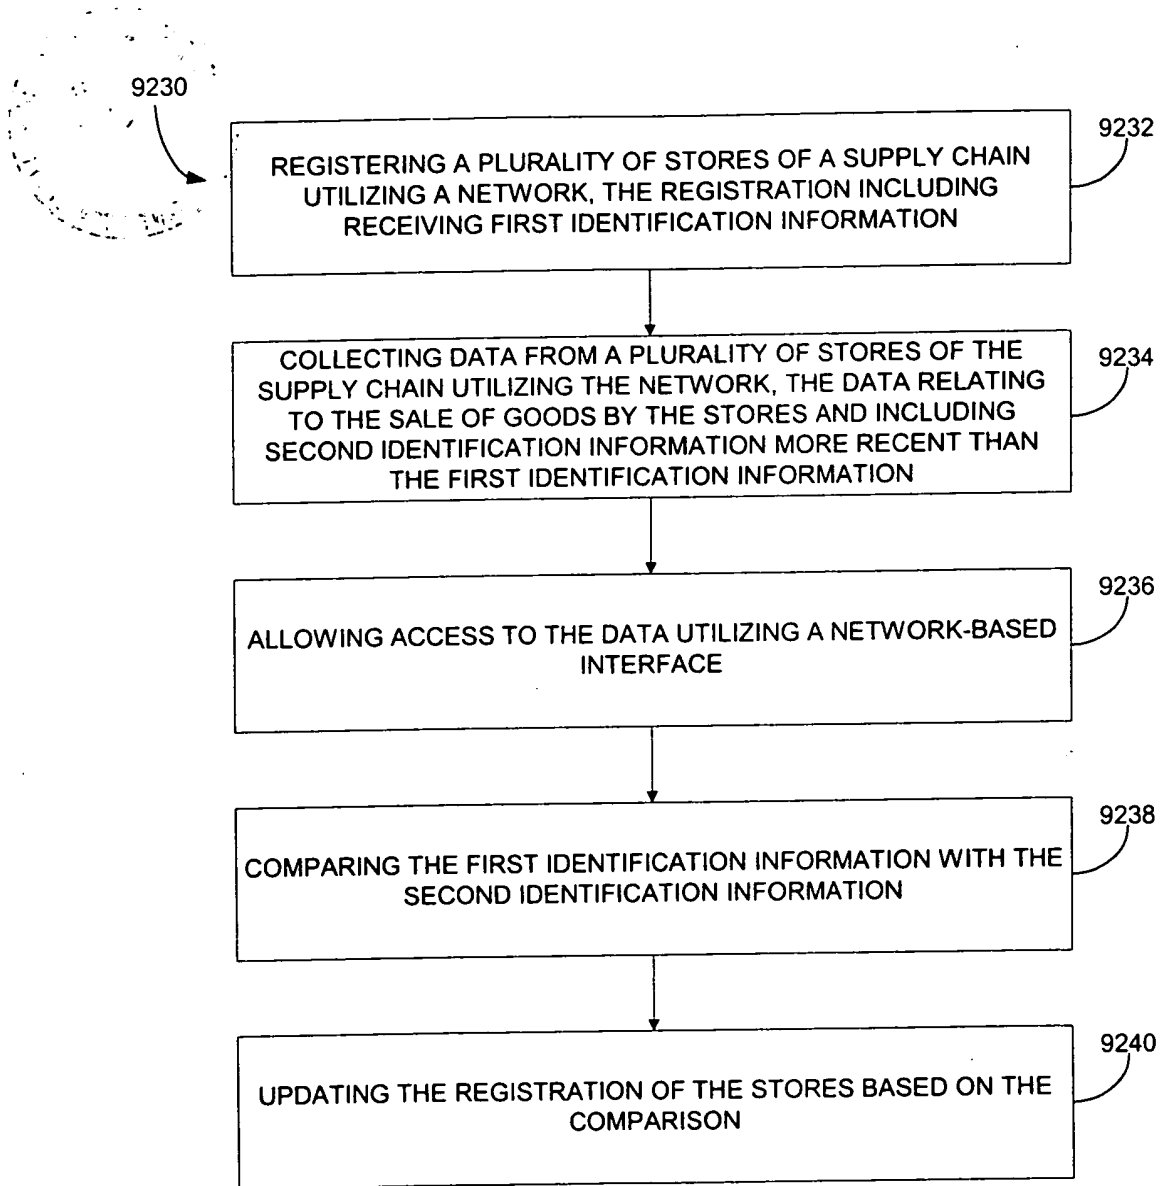 9230
9232
REGISTERING A PLURALITY OF STORES OF A SUPPLY CHAIN
UTILIZING A NETWORK, THE REGISTRATION INCLUDING
RECEIVING FIRST IDENTIFICATION INFORMATION
9234
COLLECTING DATA FROM A PLURALITY OF STORES OF THE
SUPPLY CHAIN UTILIZING THE NETWORK, THE DATA RELATING
TO THE SALE OF GOODS BY THE STORES AND INCLUDING
SECOND IDENTIFICATION INFORMATION MORE RECENT THAN
THE FIRST IDENTIFICATION INFORMATION
9236
ALLOWING ACCESS TO THE DATA UTILIZING A NETWORK-BASED
INTERFACE
9238
COMPARING THE FIRST IDENTIFICATION INFORMATION WITH THE
SECOND IDENTIFICATION INFORMATION
9240
UPDATING THE REGISTRATION OF THE STORES BASED ON THE
COMPARISON